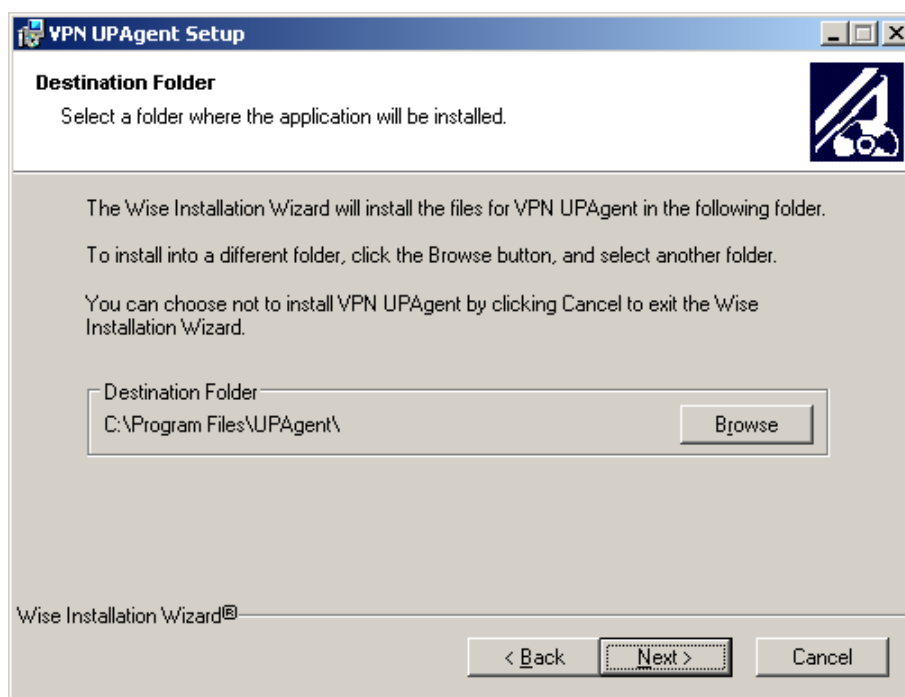 VPN UPAgent Setup
Destination Folder
Select a folder where the application will be installed.
The Wise Installation Wizard will install the files for VPN UPAgent in the following folder.
To install into a different folder, click the Browse button, and select another folder.
You can choose not to install VPN UPAgent by clicking Cancel to exit the Wise
Installation Wizard.
Destination Folder
C:\Program Files\UPAgent\
Browse
Wise Installation Wizard®
< Back
Next >
Cancel